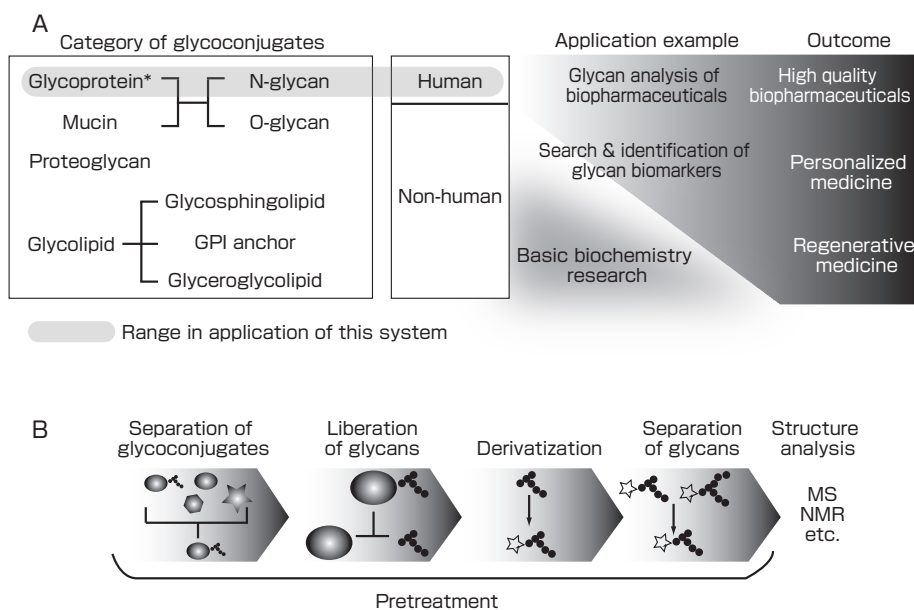 A
Category of glycoconjugates
Application example
Outcome
Glycoprotein*
N-glycan
Human
Glycan analysis of
biopharmaceuticals
High quality
biopharmaceuticals
Mucin
O-glycan
Proteoglycan
Search & identification of
glycan biomarkers
Personalized
medicine
Non-human
Glycolipid
Glycosphingolipid
GPI anchor
Glyceroglycolipid
Basic biochemistry
research
Regenerative
medicine
Range in application of this system
B
Separation of
glycoconjugates
Liberation
of glycans
Derivatization
Separation
of glycans
Structure
analysis
MS
NMR
etc.
Pretreatment